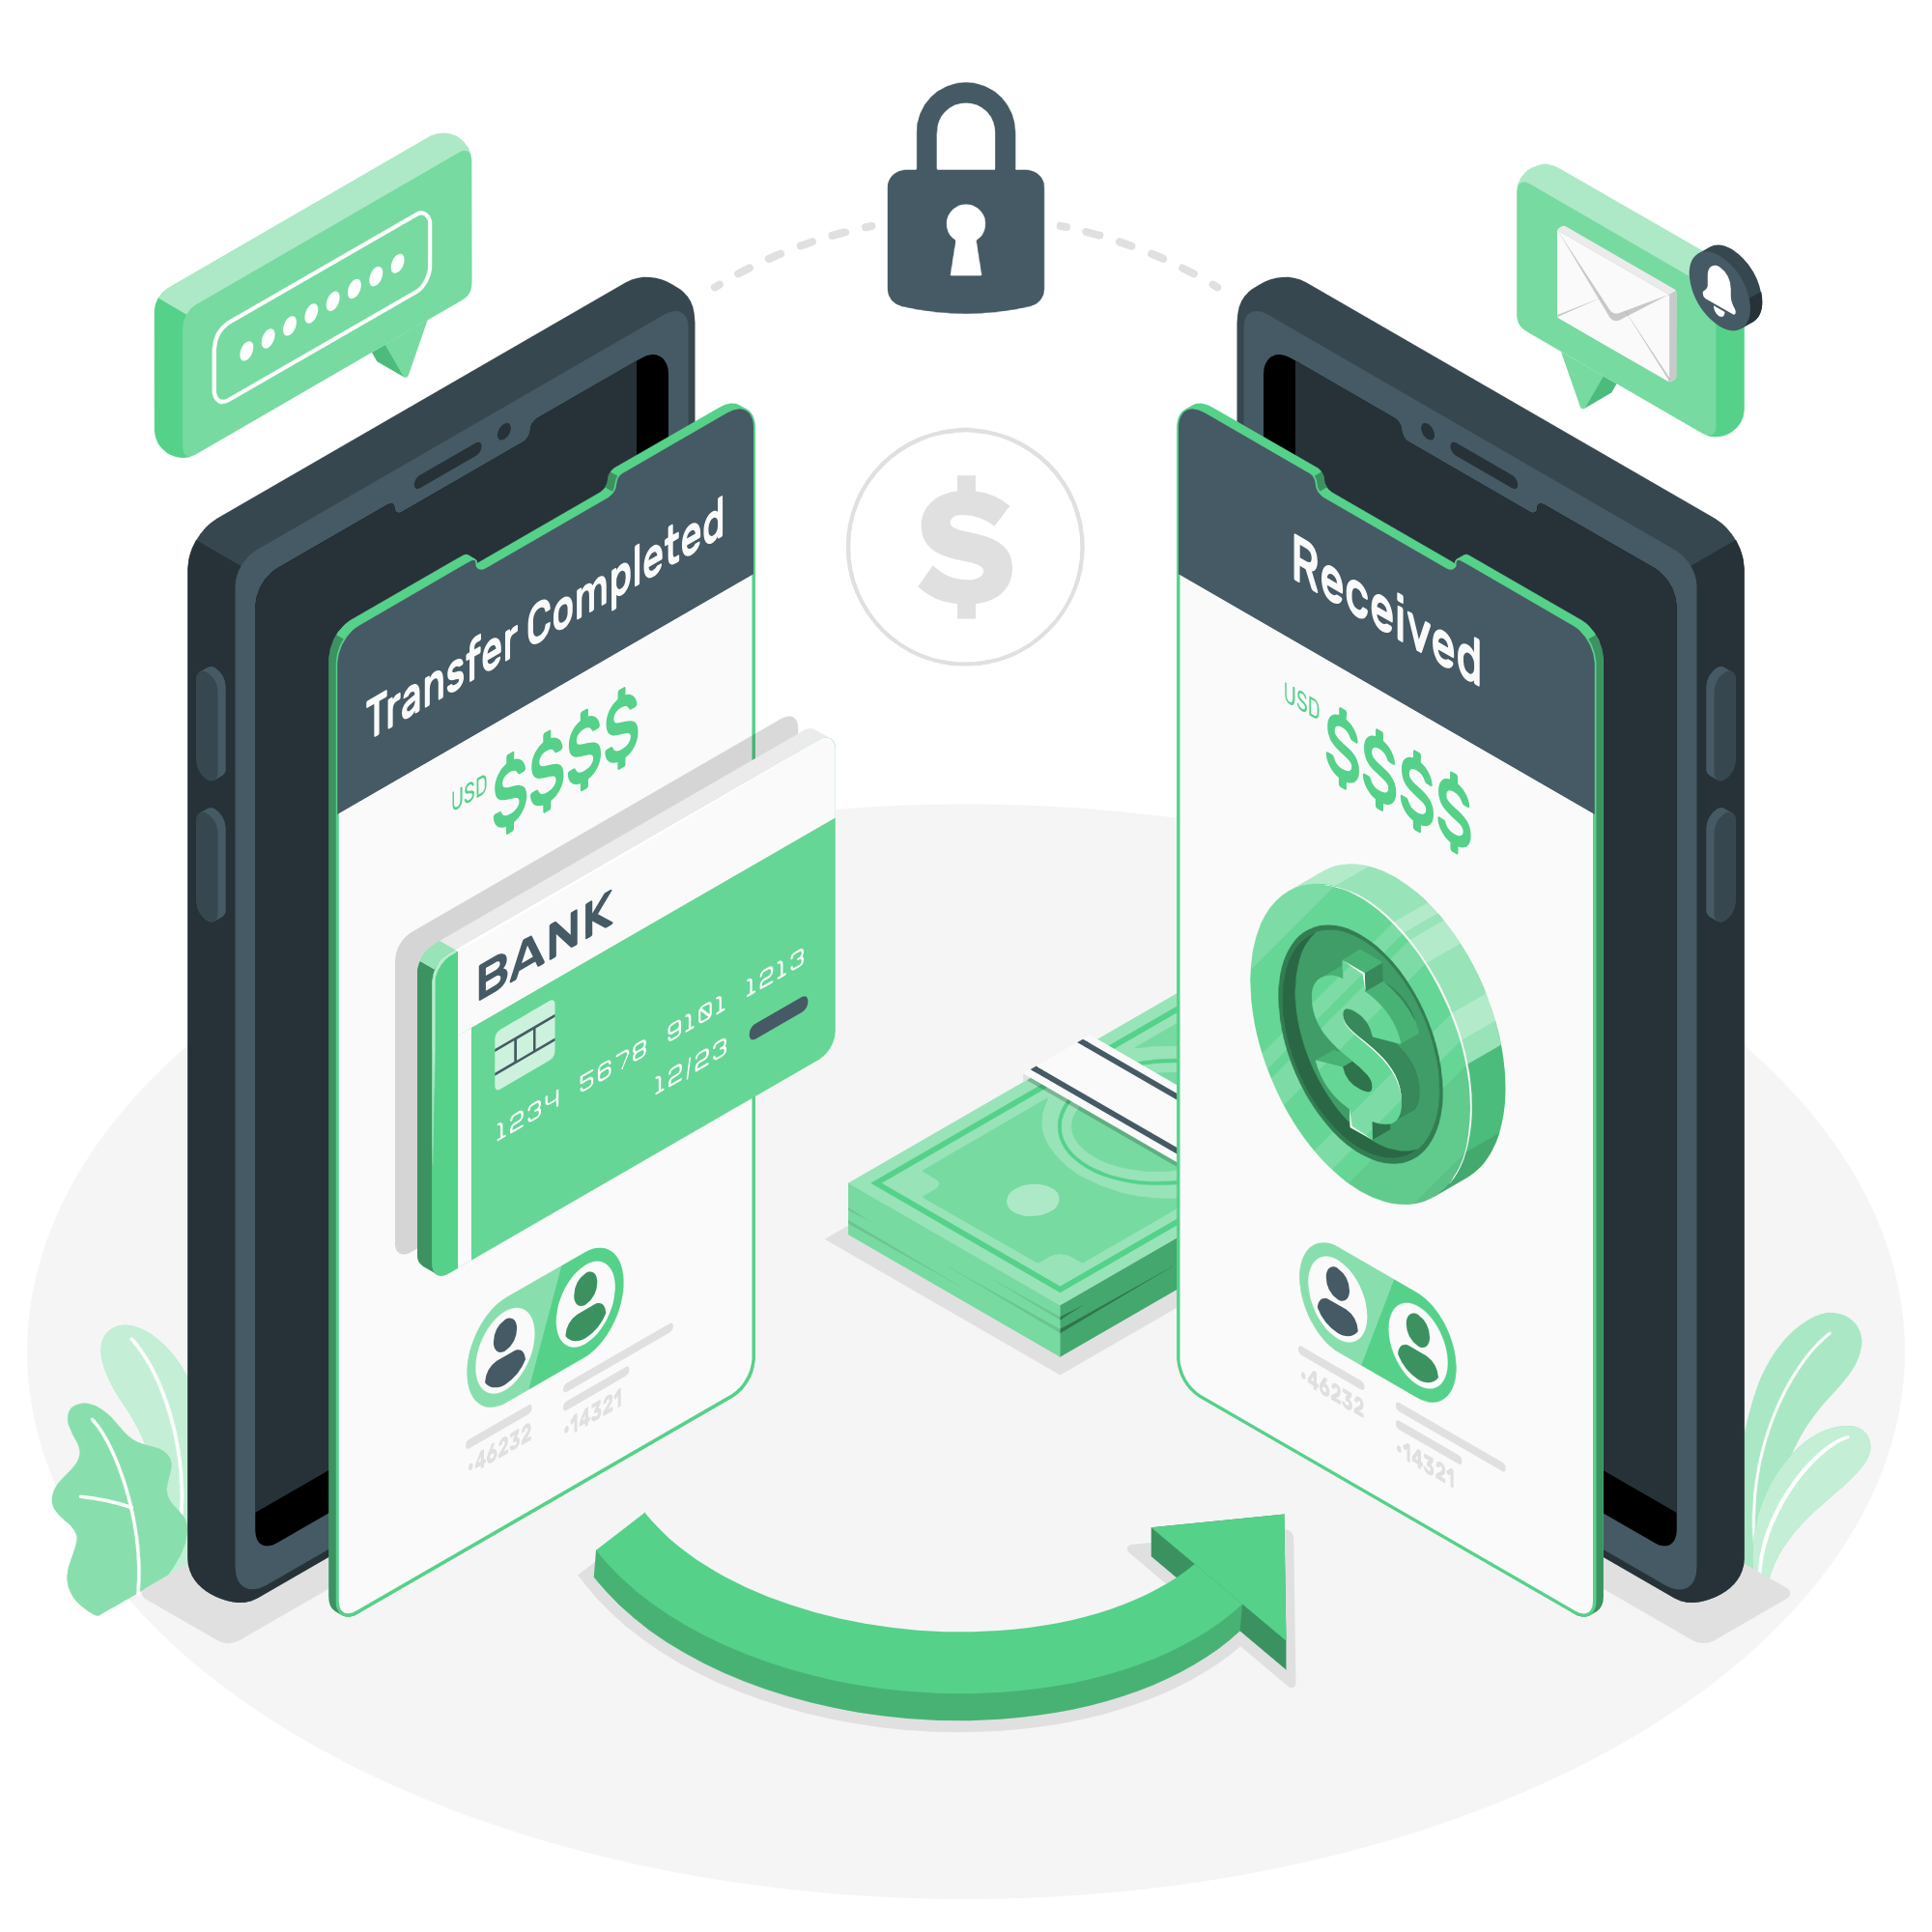 $
Transfer Completed
USD $$$$
BANK
1234 5678 9101 1213
12/23
·46232
·14321
Received
USD $$$$
$
·46232
·14321